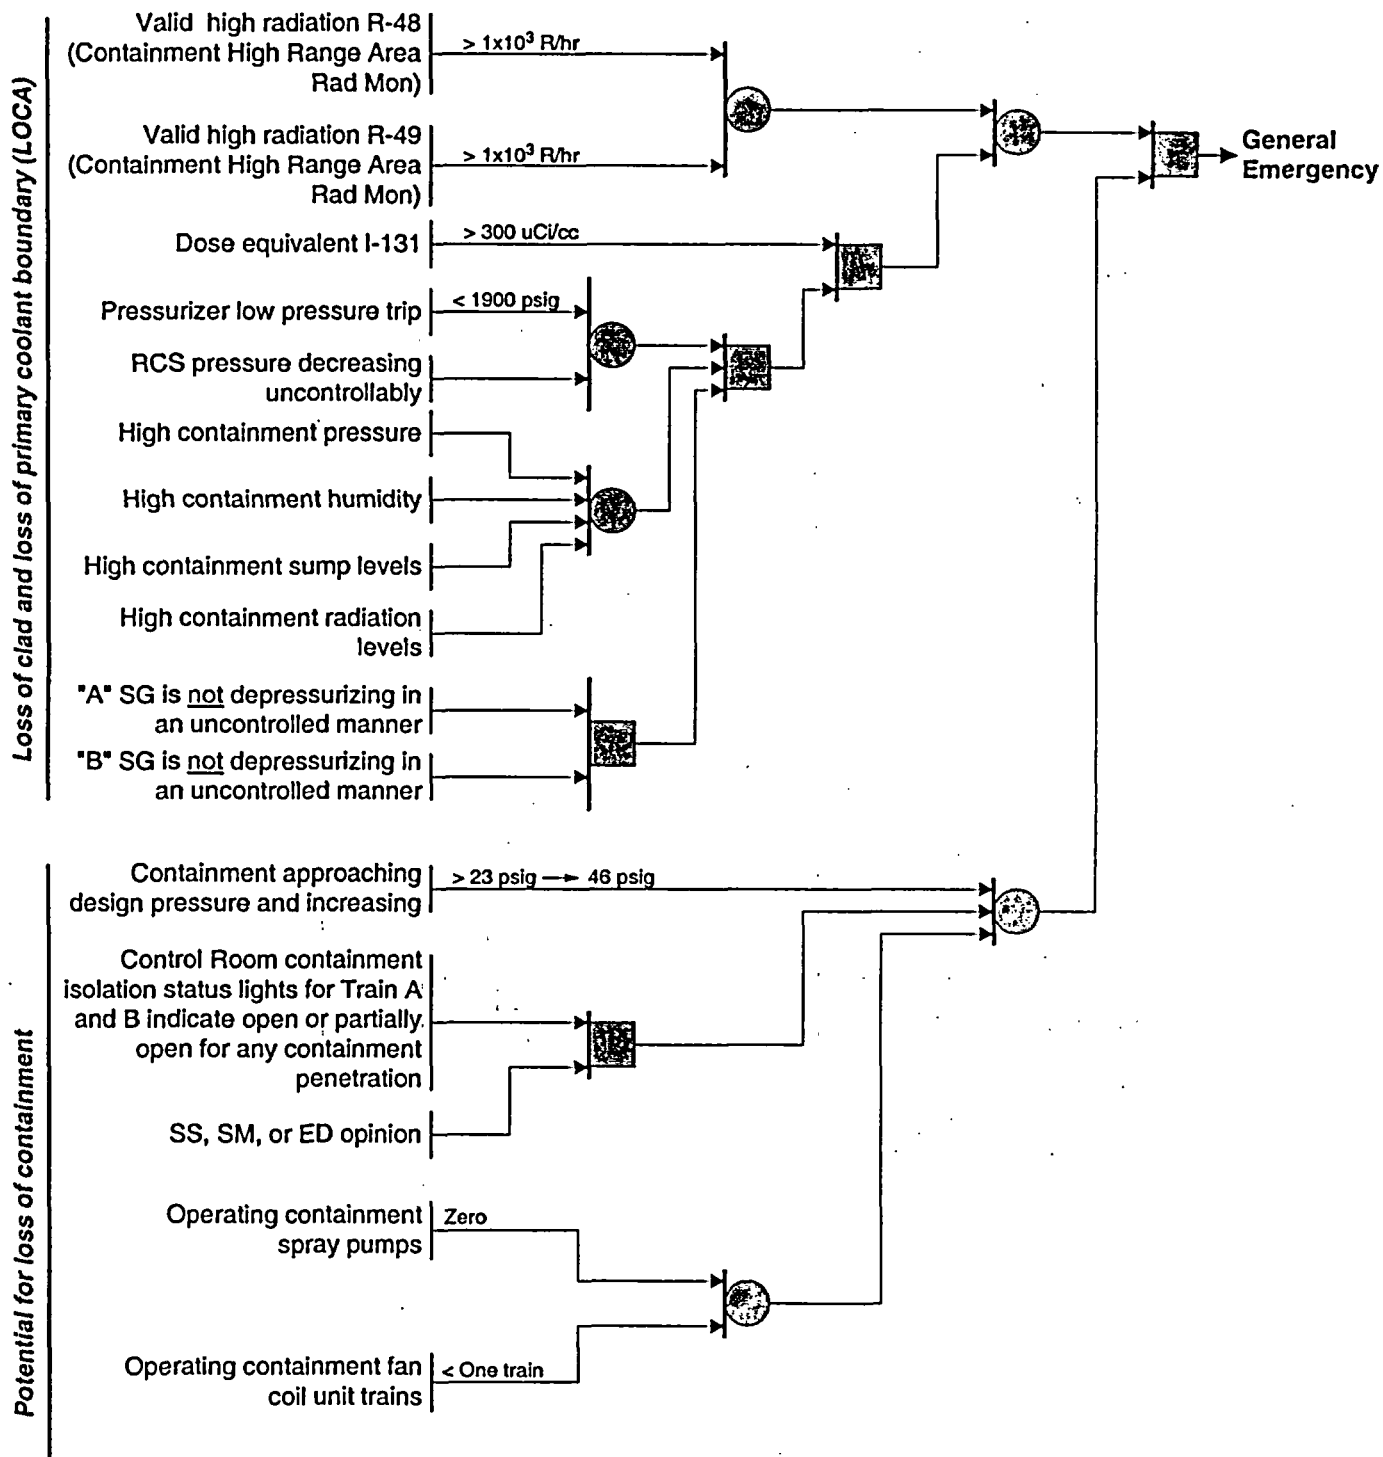 Loss of clad and loss of primary coolant boundary (LOCA)
Valid high radiation R-48
(Containment High Range Area
Rad Mon)
> 1x10³ R/hr
Valid high radiation R-49
(Containment High Range Area
Rad Mon)
> 1x10³ R/hr
General
Emergency
Dose equivalent I-131
> 300 uCi/cc
Pressurizer low pressure trip
< 1900 psig
RCS pressure decreasing
uncontrollably
High containment pressure
High containment humidity
High containment sump levels
High containment radiation
levels
"A" SG is not depressurizing in
an uncontrolled manner
"B" SG is not depressurizing in
an uncontrolled manner
Potential for loss of containment
Containment approaching
design pressure and increasing
> 23 psig → 46 psig
Control Room containment
isolation status lights for Train A
and B indicate open or partially
open for any containment
penetration
SS, SM, or ED opinion
Operating containment
spray pumps
Zero
Operating containment fan
coil unit trains
< One train